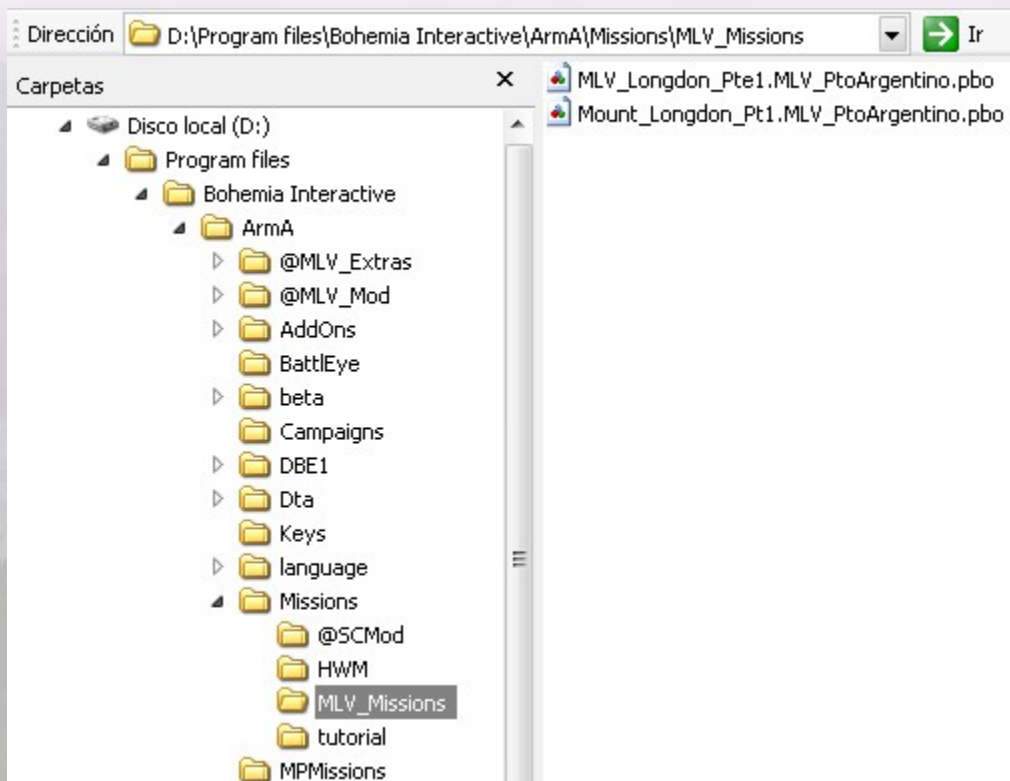 Dirección D:\Program files\Bohemia Interactive\ArmA\Missions\MLV_Missions Ir
Carpetas
MLV_Longdon_Pte1.MLV_PtoArgentino.pbo
Mount_Longdon_Pt1.MLV_PtoArgentino.pbo
Disco local (D:)
Program files
Bohemia Interactive
ArmA
@MLV_Extras
@MLV_Mod
AddOns
BattlEye
beta
Campaigns
DBE1
Dta
Keys
language
Missions
@SCMod
HWM
MLV_Missions
tutorial
MPMissions